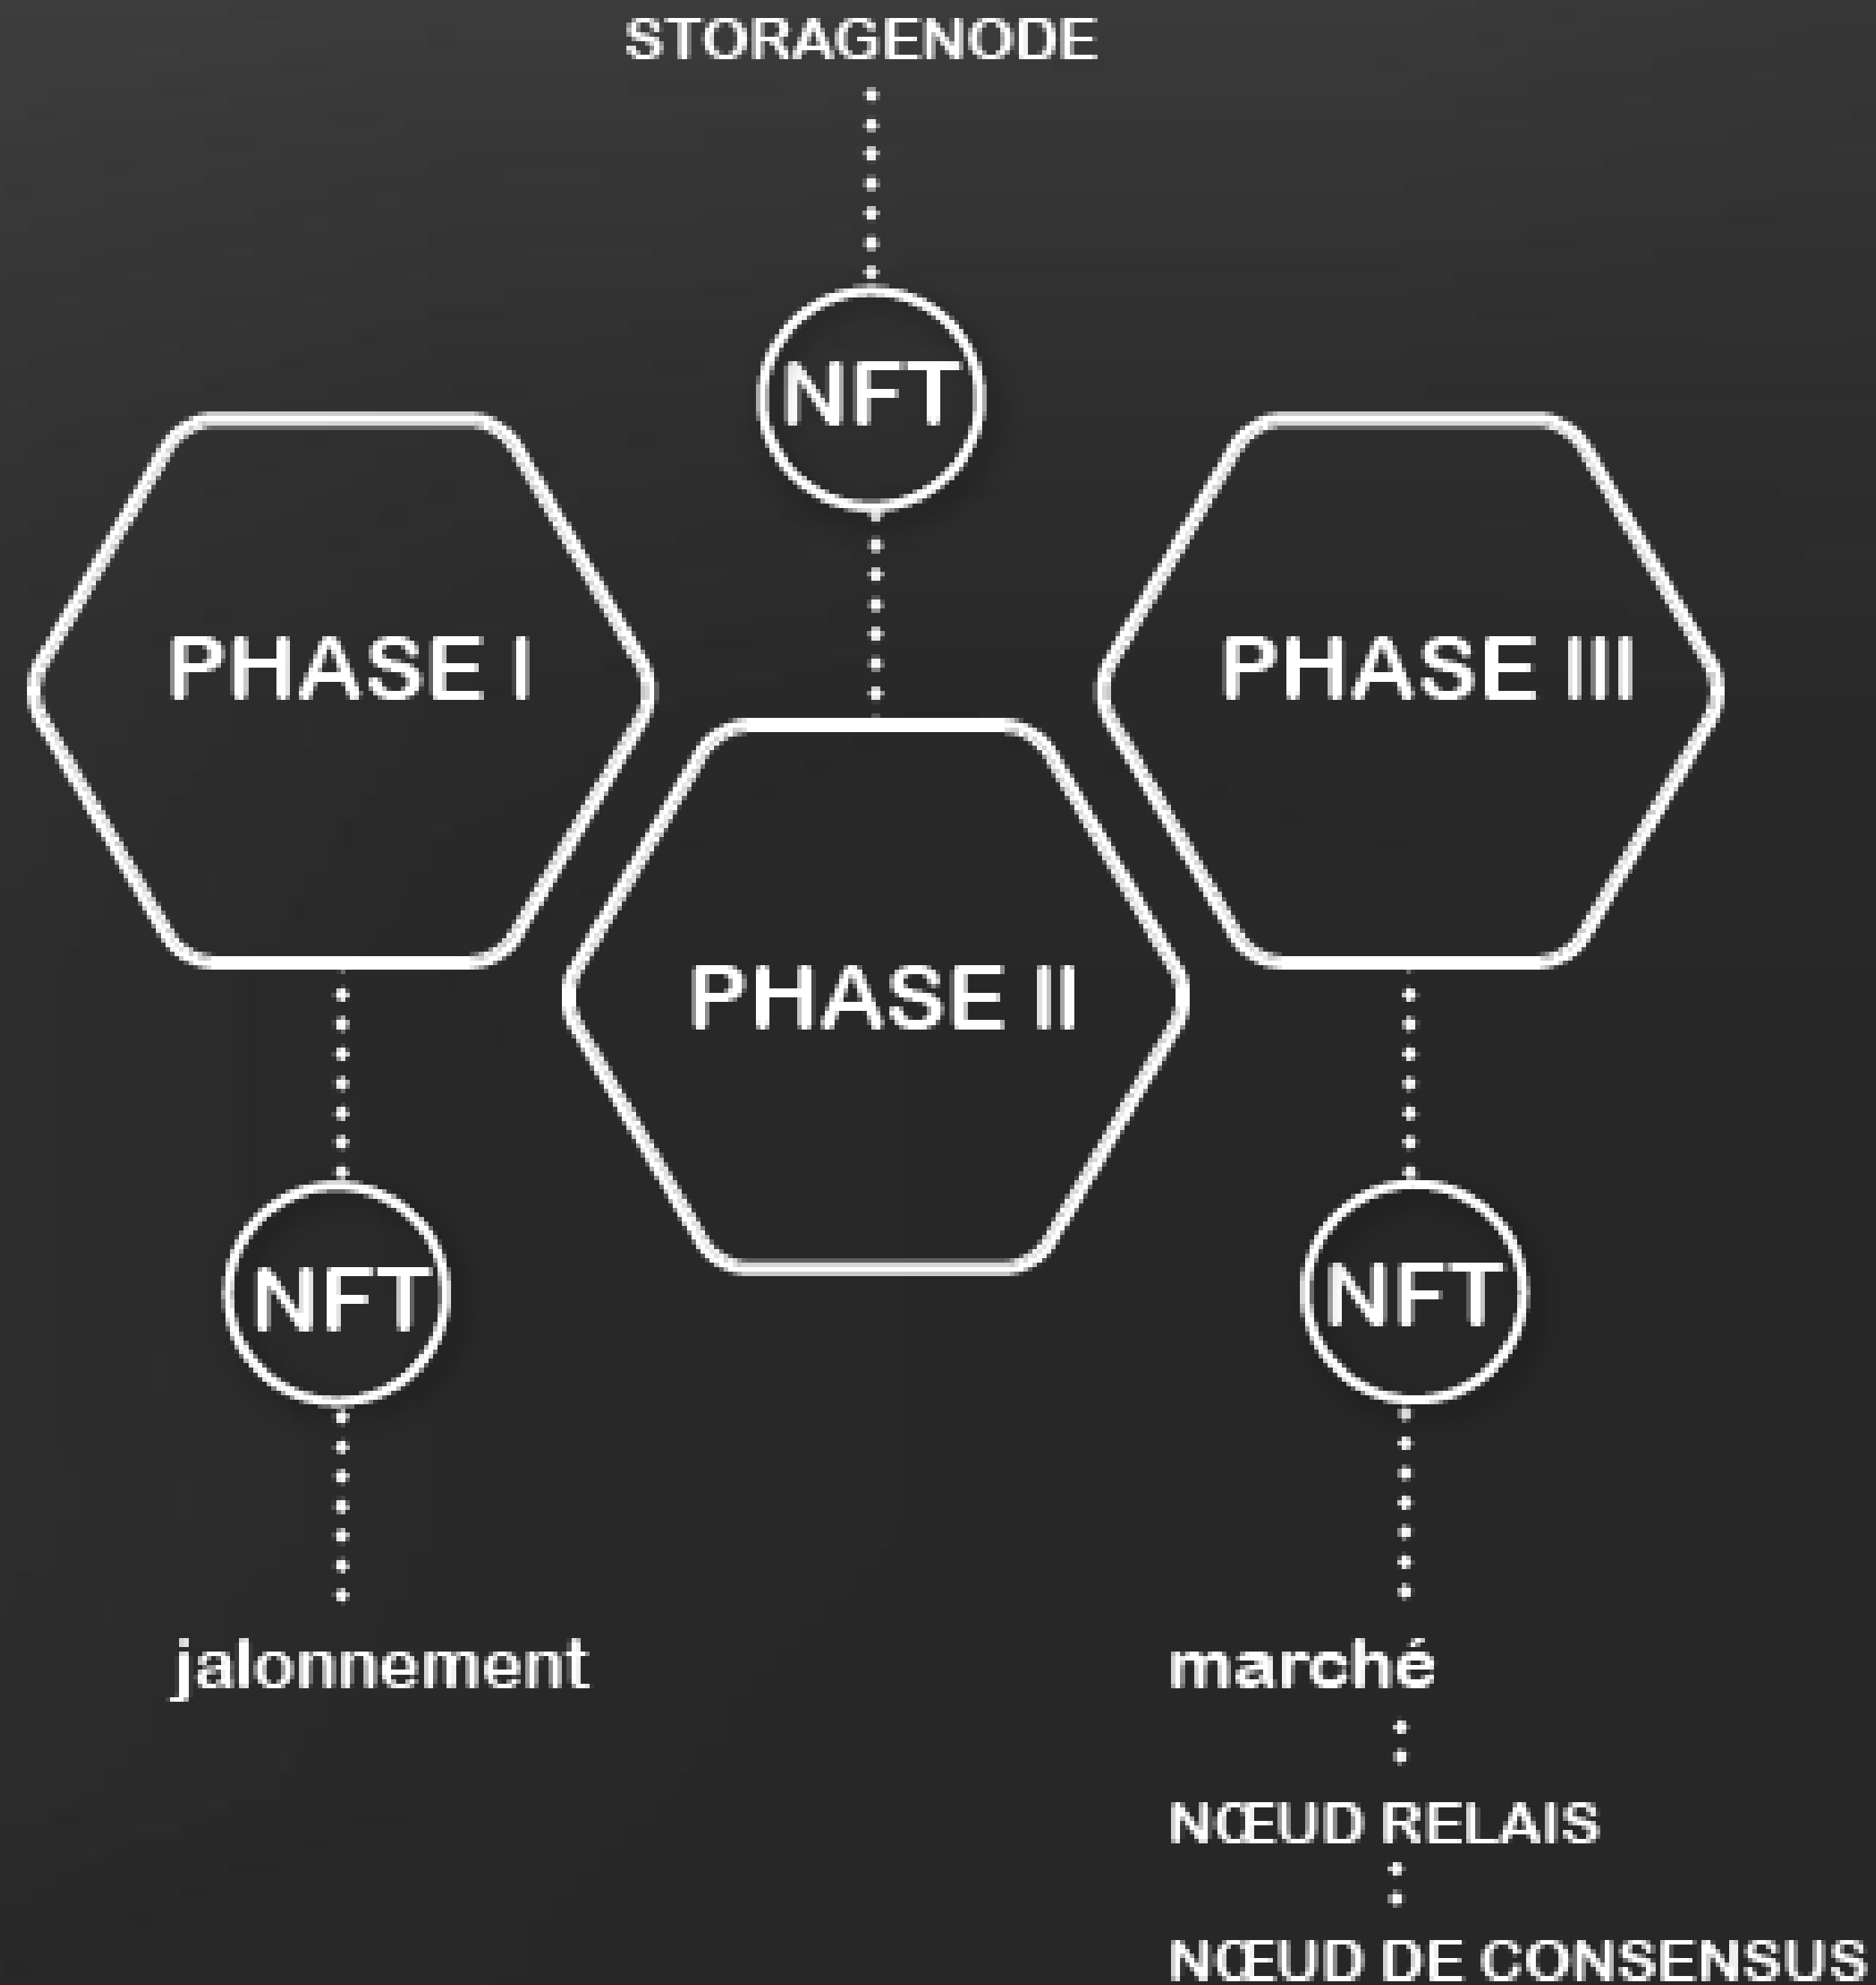 STORAGENODE
NFT
PHASE I
PHASE III
PHASE II
NFT
NFT
jalonnement
marché
NŒUD RELAIS
NŒUD DE CONSENSUS